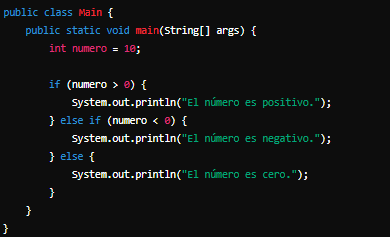 public class Main {
    public static void main(String[] args) {
        int numero = 10;

        if (numero > 0) {
            System.out.println("El número es positivo.");
        } else if (numero < 0) {
            System.out.println("El número es negativo.");
        } else {
            System.out.println("El número es cero.");
        }
    }
}